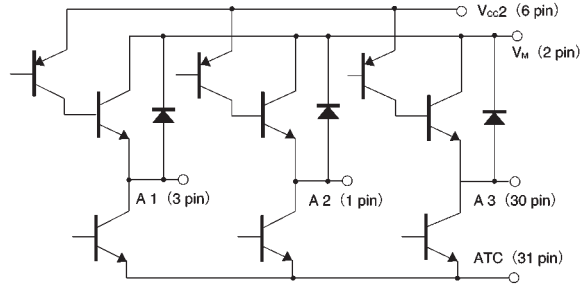 Vcc2 (6 pin)
VM (2 pin)
A 1 (3 pin)
A 2 (1 pin)
A 3 (30 pin)
ATC (31 pin)